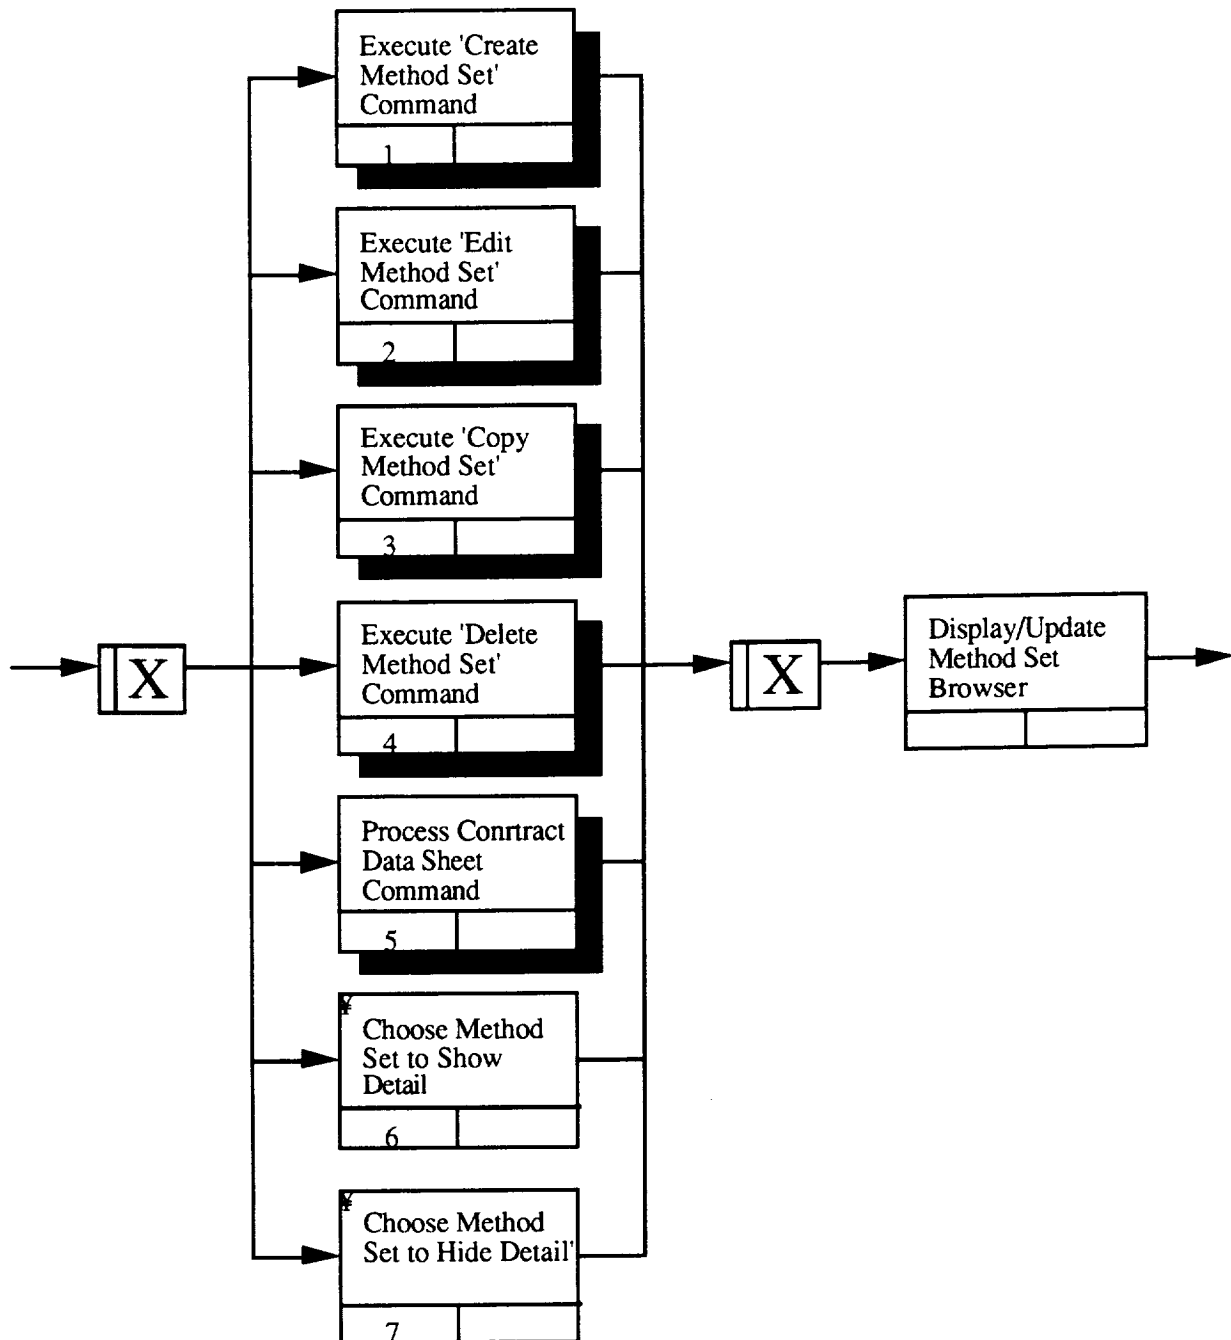 Execute 'Create
Method Set'
Command
1
Execute 'Edit
Method Set'
Command
2
Execute 'Copy
Method Set'
Command
3
Execute 'Delete
Method Set'
Command
4
Process Conrtract
Data Sheet
Command
5
¥
Choose Method
Set to Show
Detail
6
¥
Choose Method
Set to Hide Detail'
7
X
X
Display/Update
Method Set
Browser